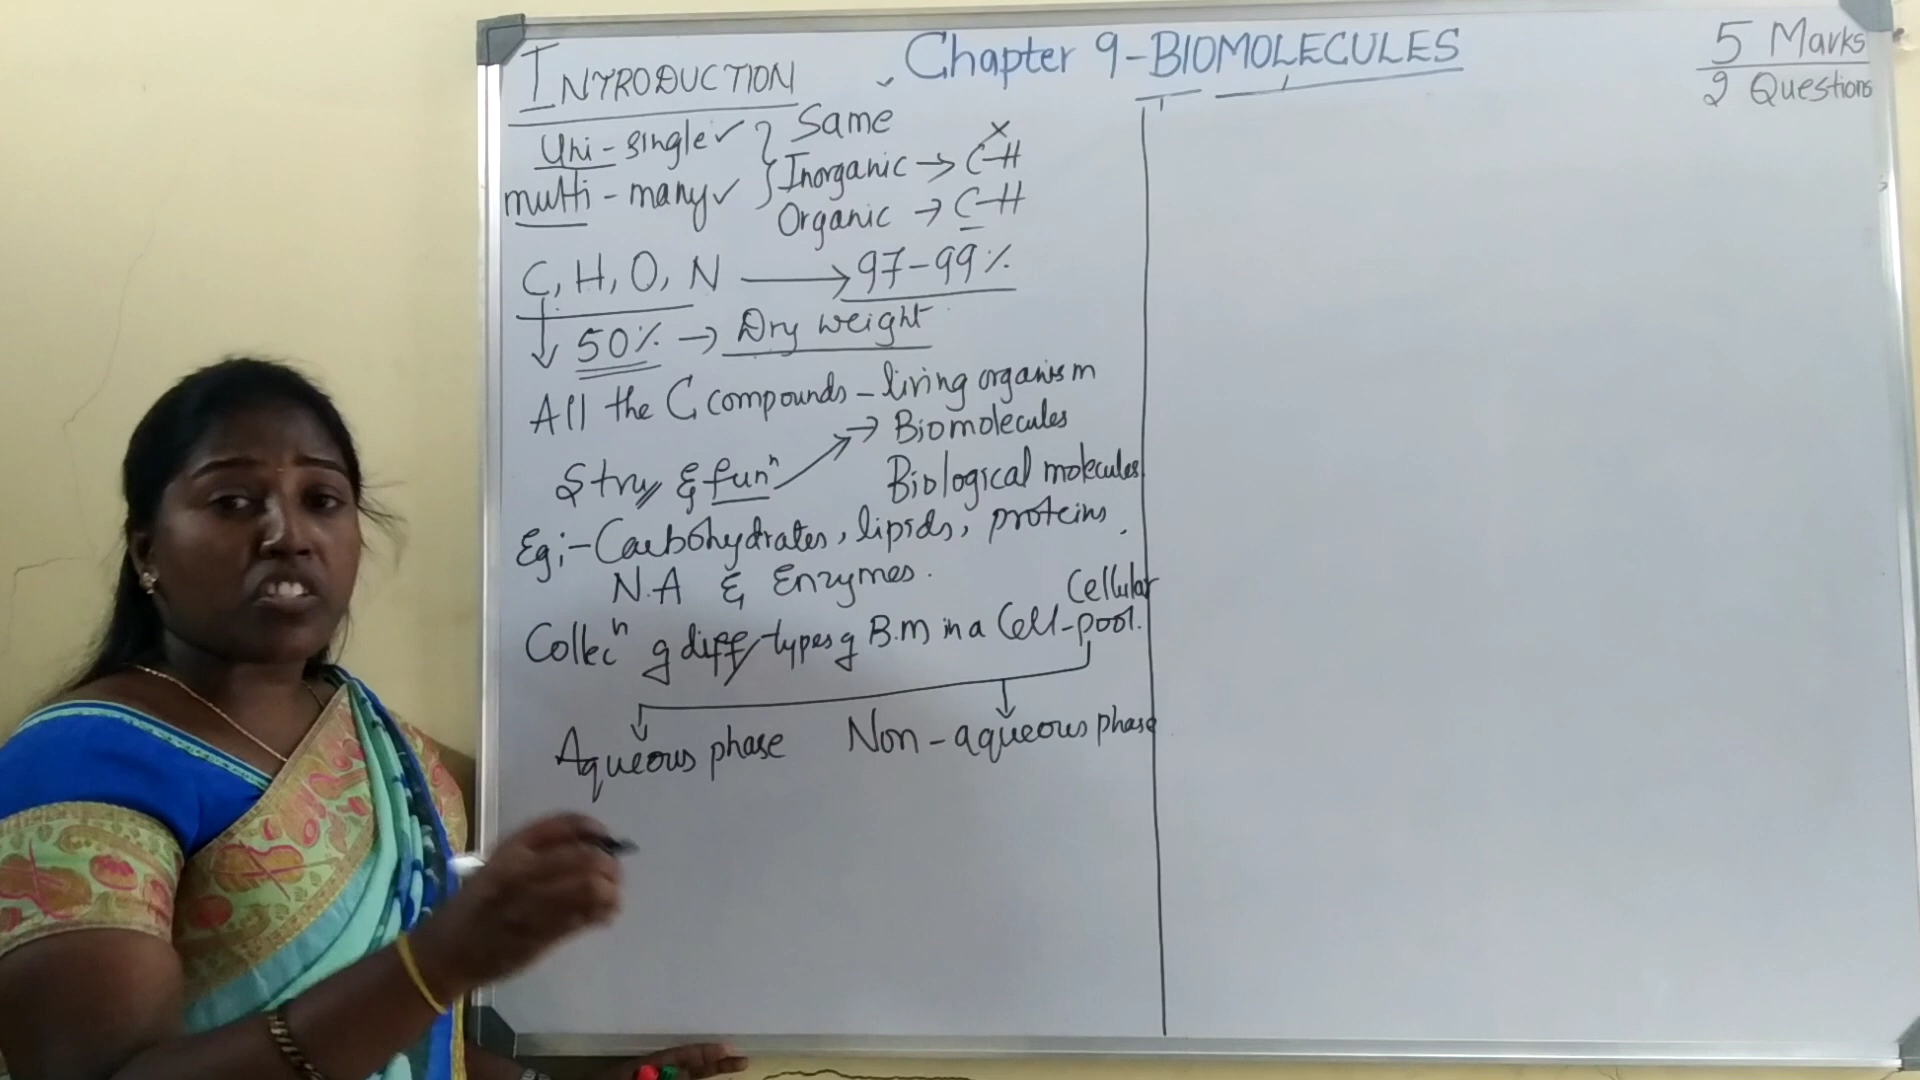 Chapter 9-BIOMOLECULES
5 Marks
2 Questions
INTRODUCTION
Uni - single ✓ } Same
multi - many ✓ } Inorganic → C-H
Organic → C-H
C, H, O, N → 97-99%
50% → Dry weight
All the C compounds - living organism
Stru & funⁿ → Biomolecules
Biological molecules
Eg:- Carbohydrates, lipids, proteins,
N.A & Enzymes.
Cellular
Collecⁿ of diff types of B.M in a Cell-pool.
Aqueous phase Non-aqueous phase